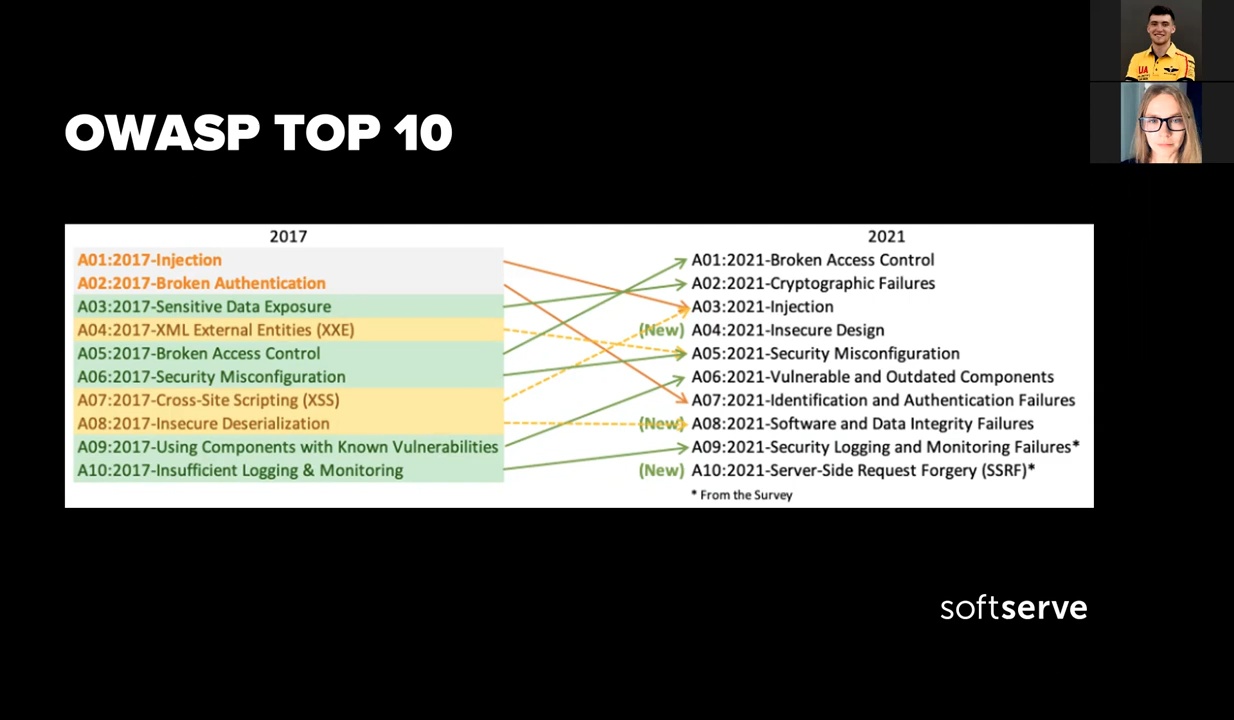 OWASP TOP 10
2017
A01:2017-Injection
A02:2017-Broken Authentication
A03:2017-Sensitive Data Exposure
A04:2017-XML External Entities (XXE)
A05:2017-Broken Access Control
A06:2017-Security Misconfiguration
A07:2017-Cross-Site Scripting (XSS)
A08:2017-Insecure Deserialization
A09:2017-Using Components with Known Vulnerabilities
A10:2017-Insufficient Logging & Monitoring
2021
A01:2021-Broken Access Control
A02:2021-Cryptographic Failures
A03:2021-Injection
(New) A04:2021-Insecure Design
A05:2021-Security Misconfiguration
A06:2021-Vulnerable and Outdated Components
A07:2021-Identification and Authentication Failures
(New) A08:2021-Software and Data Integrity Failures
A09:2021-Security Logging and Monitoring Failures*
(New) A10:2021-Server-Side Request Forgery (SSRF)*
* From the Survey
softserve
UA